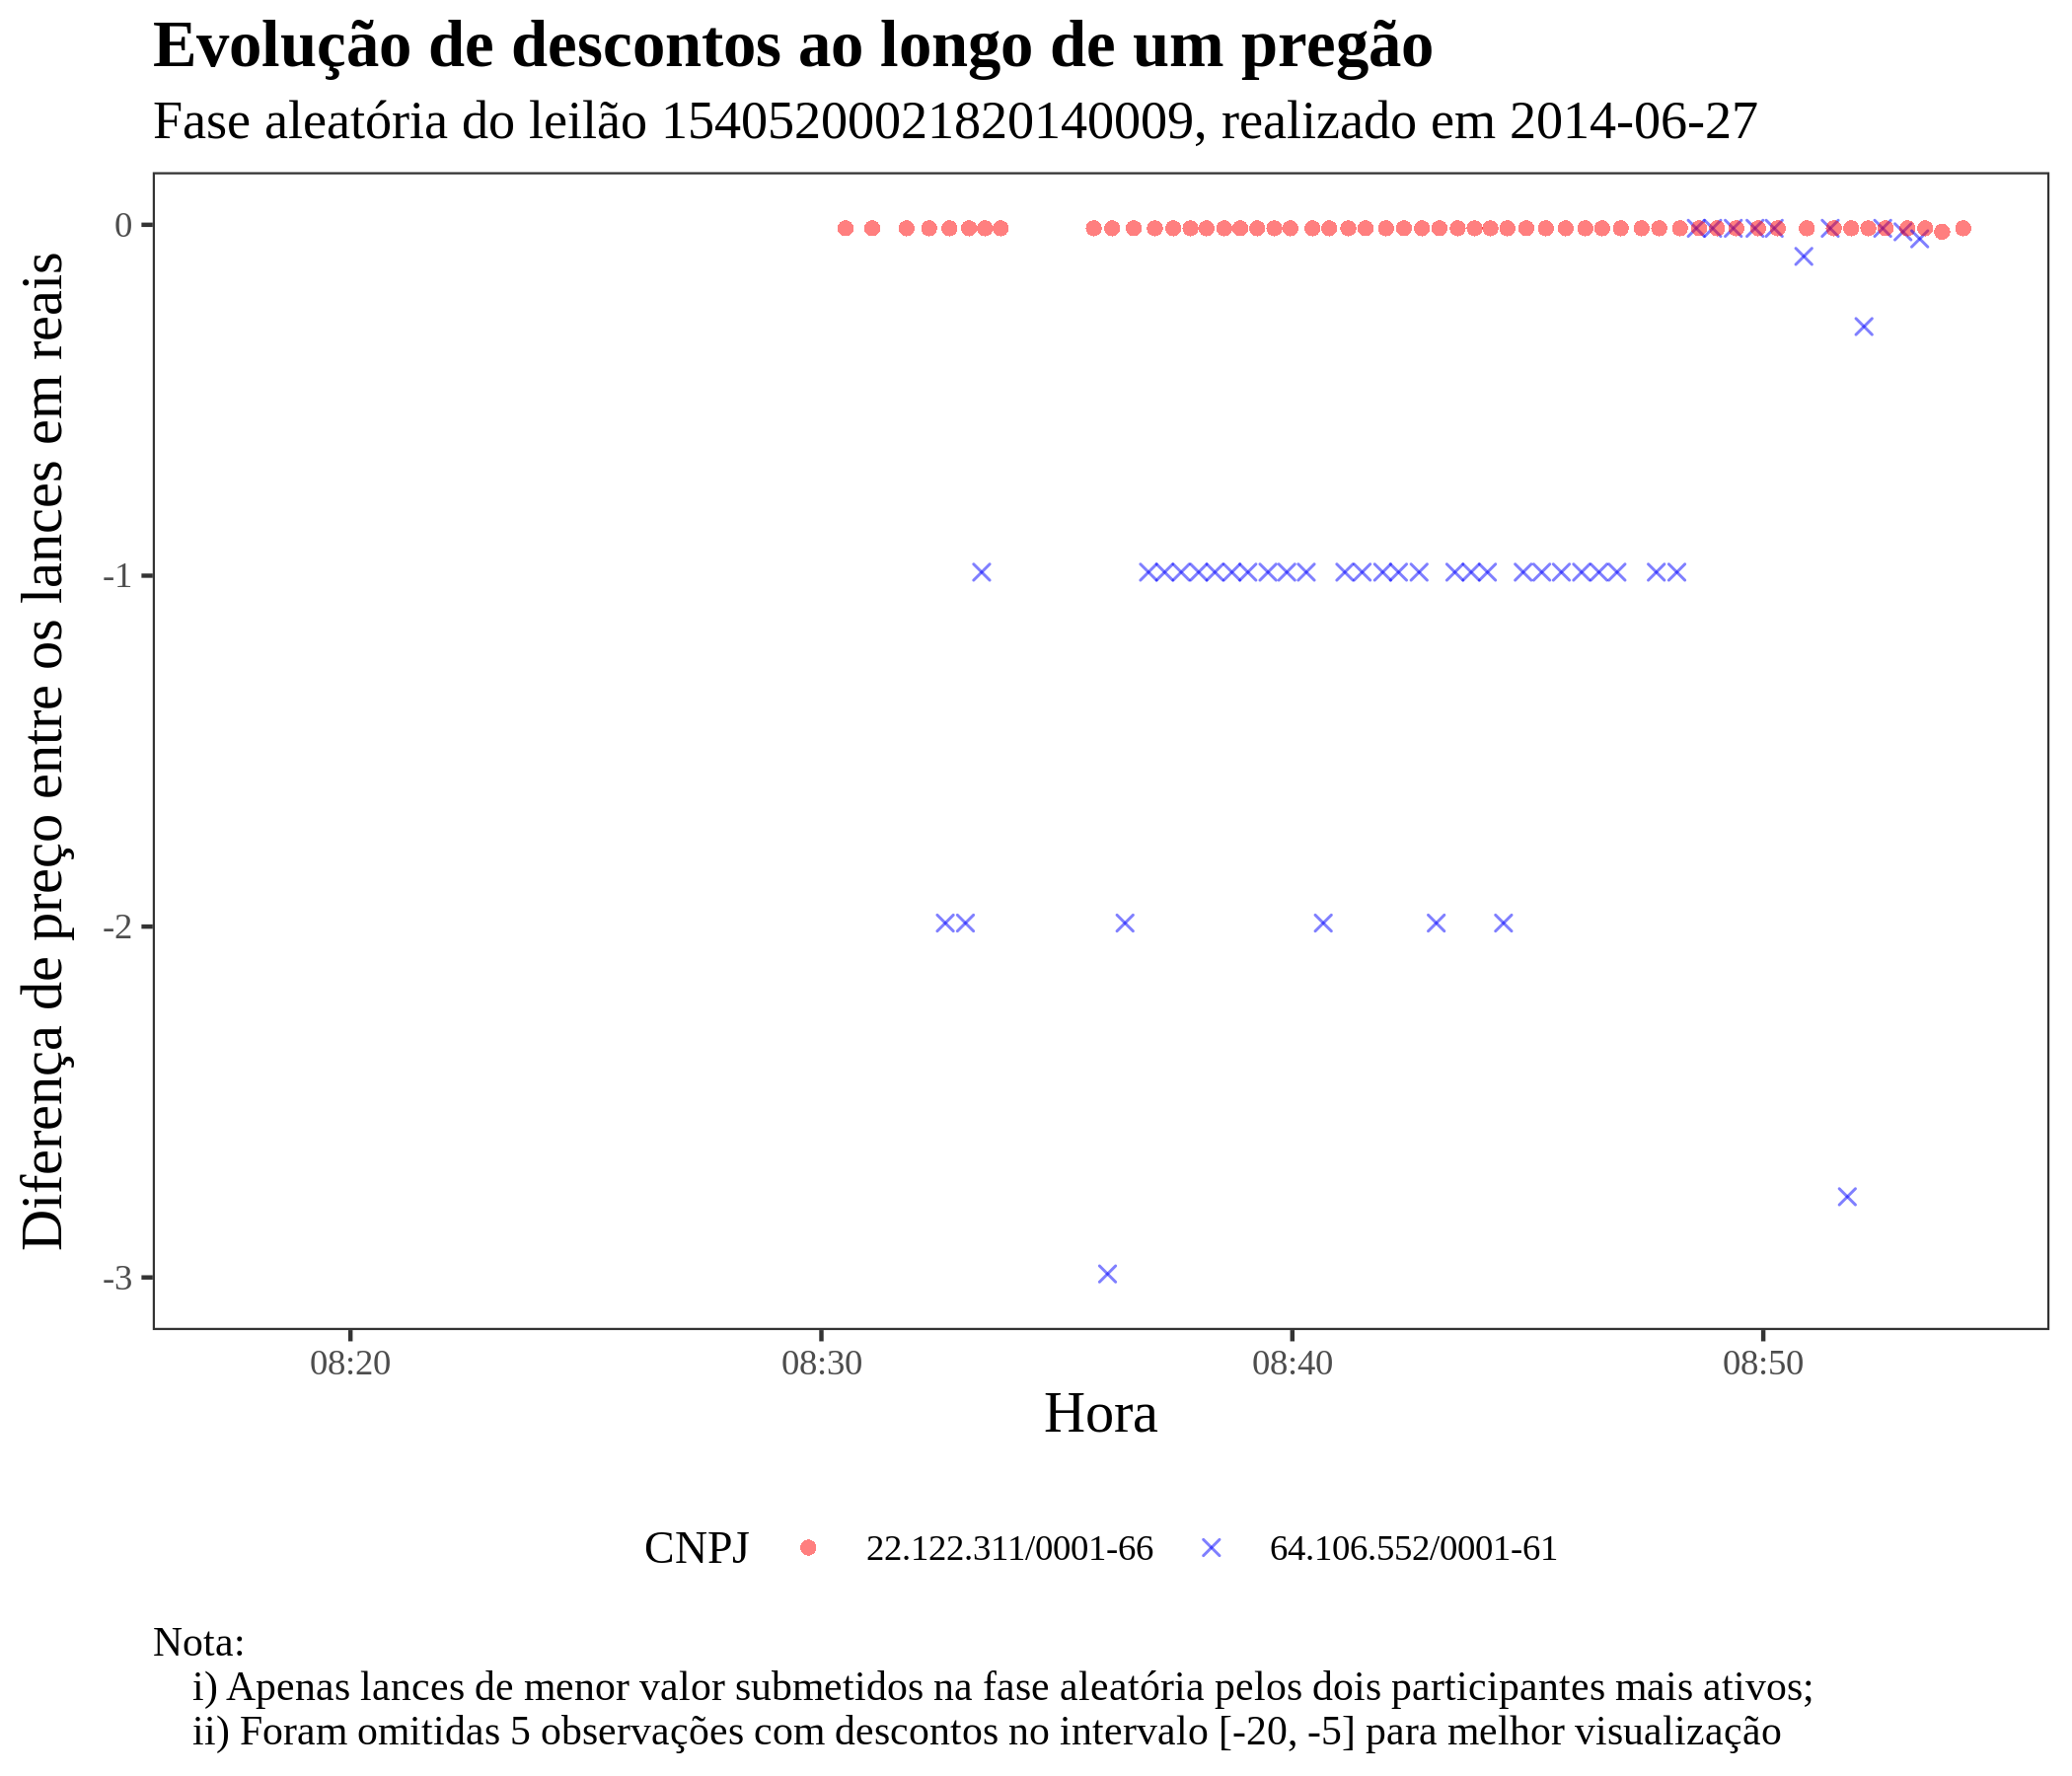 Evolução de descontos ao longo de um pregão
Fase aleatória do leilão 15405200021820140009, realizado em 2014-06-27
Diferença de preço entre os lances em reais
0
-1
-2
-3
08:20
08:30
08:40
08:50
Hora
CNPJ
22.122.311/0001-66
64.106.552/0001-61
Nota:
i) Apenas lances de menor valor submetidos na fase aleatória pelos dois participantes mais ativos;
ii) Foram omitidas 5 observações com descontos no intervalo [-20, -5] para melhor visualização